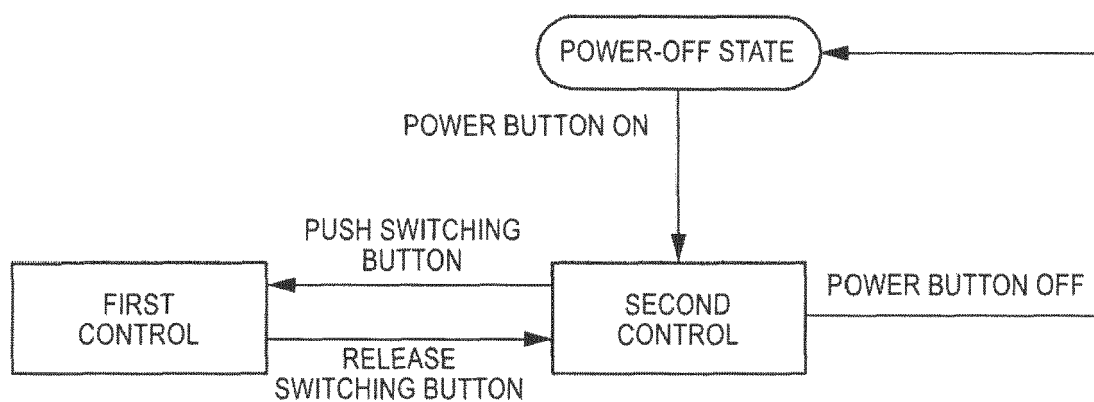 POWER-OFF STATE
POWER BUTTON ON
PUSH SWITCHING
BUTTON
FIRST
CONTROL
SECOND
CONTROL
POWER BUTTON OFF
RELEASE
SWITCHING BUTTON